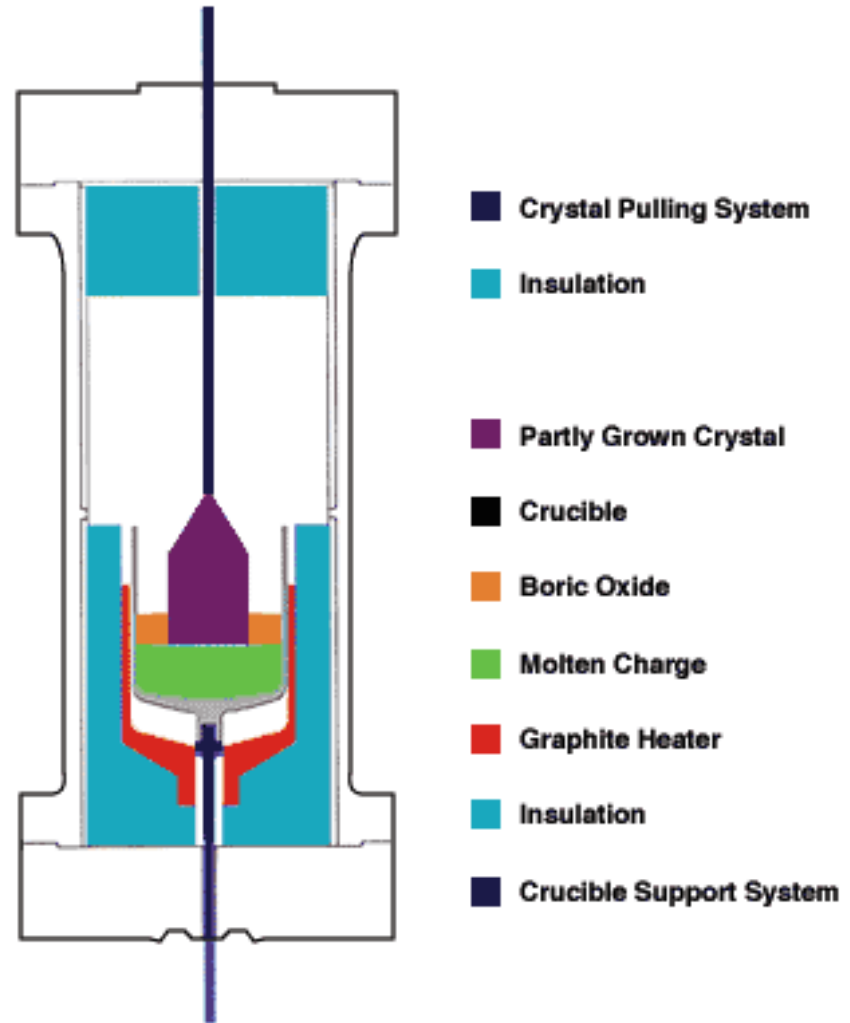 Crystal Pulling System
Insulation
Partly Grown Crystal
Crucible
Boric Oxide
Molten Charge
Graphite Heater
Insulation
Crucible Support System